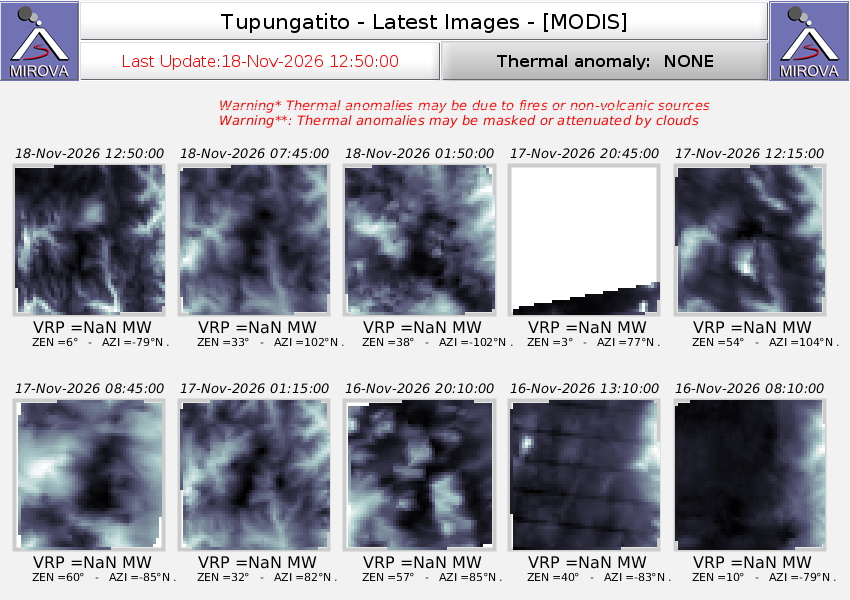 Tupungatito - Latest Images - [MODIS]
MIROVA
Last Update:18-Nov-2026 12:50:00
Thermal anomaly: NONE
MIROVA
Warning* Thermal anomalies may be due to fires or non-volcanic sources
Warning**: Thermal anomalies may be masked or attenuated by clouds
18-Nov-2026 12:50:00
18-Nov-2026 07:45:00
18-Nov-2026 01:50:00
17-Nov-2026 20:45:00
17-Nov-2026 12:15:00
VRP =NaN MW
VRP =NaN MW
VRP =NaN MW
VRP =NaN MW
VRP =NaN MW
ZEN =6° - AZI =-79°N .
ZEN =33° - AZI =102°N .
ZEN =38° - AZI =-102°N .
ZEN =3° - AZI =77°N .
ZEN =54° - AZI =104°N .
17-Nov-2026 08:45:00
17-Nov-2026 01:15:00
16-Nov-2026 20:10:00
16-Nov-2026 13:10:00
16-Nov-2026 08:10:00
VRP =NaN MW
VRP =NaN MW
VRP =NaN MW
VRP =NaN MW
VRP =NaN MW
ZEN =60° - AZI =-85°N .
ZEN =32° - AZI =82°N .
ZEN =57° - AZI =85°N .
ZEN =40° - AZI =-83°N .
ZEN =10° - AZI =-79°N .